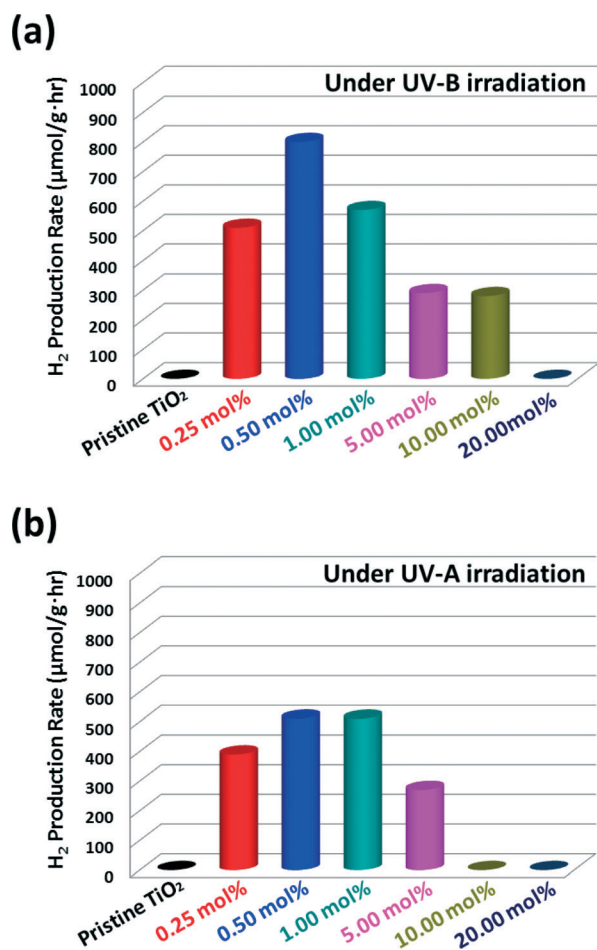 (a)
Under UV-B irradiation
H₂ Production Rate (µmol/g·hr)
1000
900
800
700
600
500
400
300
200
100
0
Pristine TiO₂
0.25 mol%
0.50 mol%
1.00 mol%
5.00 mol%
10.00 mol%
20.00mol%
(b)
Under UV-A irradiation
H₂ Production Rate (µmol/g·hr)
1000
900
800
700
600
500
400
300
200
100
0
Pristine TiO₂
0.25 mol%
0.50 mol%
1.00 mol%
5.00 mol%
10.00 mol%
20.00 mol%